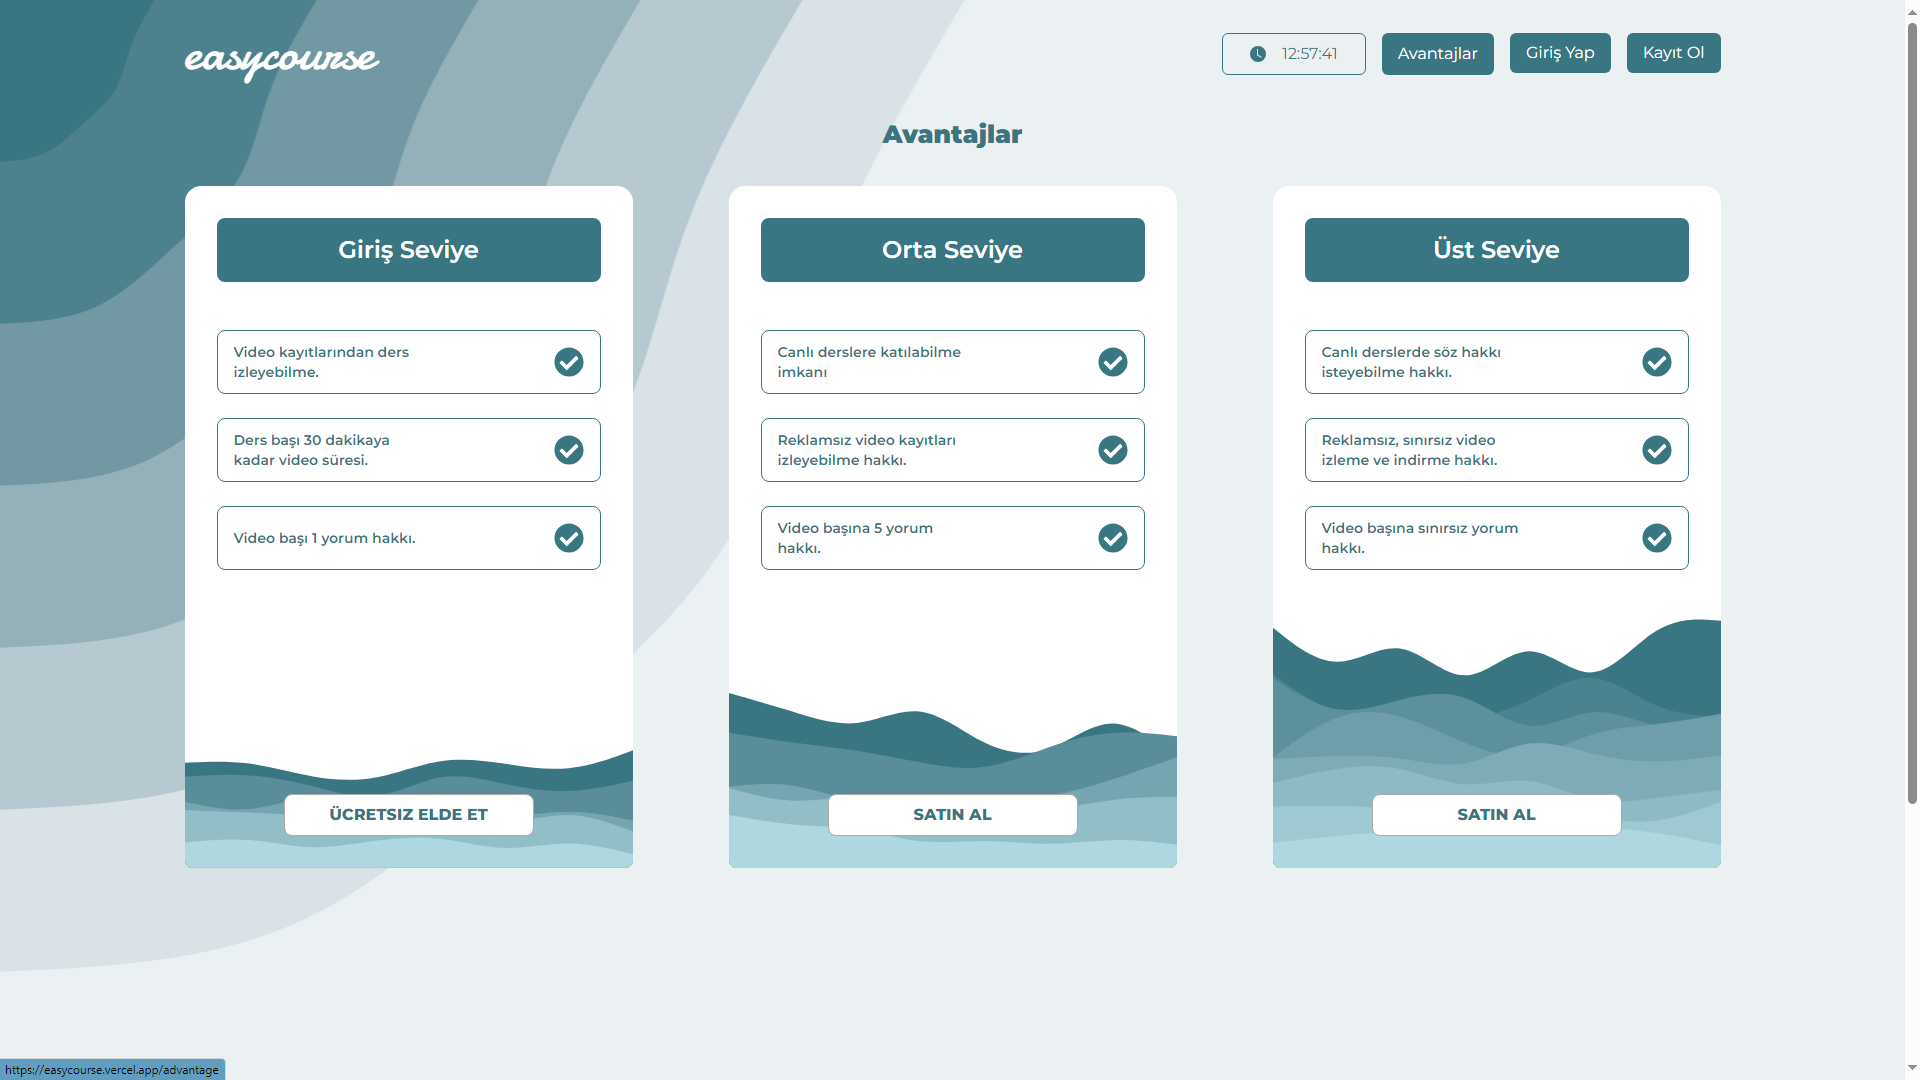 easycourse
12:57:41
Avantajlar
Giriş Yap
Kayıt Ol
Avantajlar
Giriş Seviye
Video kayıtlarından ders
izleyebilme.
Ders başı 30 dakikaya
kadar video süresi.
Video başı 1 yorum hakkı.
ÜCRETSIZ ELDE ET
Orta Seviye
Canlı derslere katılabilme
imkanı
Reklamsız video kayıtları
izleyebilme hakkı.
Video başına 5 yorum
hakkı.
SATIN AL
Üst Seviye
Canlı derslerde söz hakkı
isteyebilme hakkı.
Reklamsız, sınırsız video
izleme ve indirme hakkı.
Video başına sınırsız yorum
hakkı.
SATIN AL
https://easycourse.vercel.app/advantage